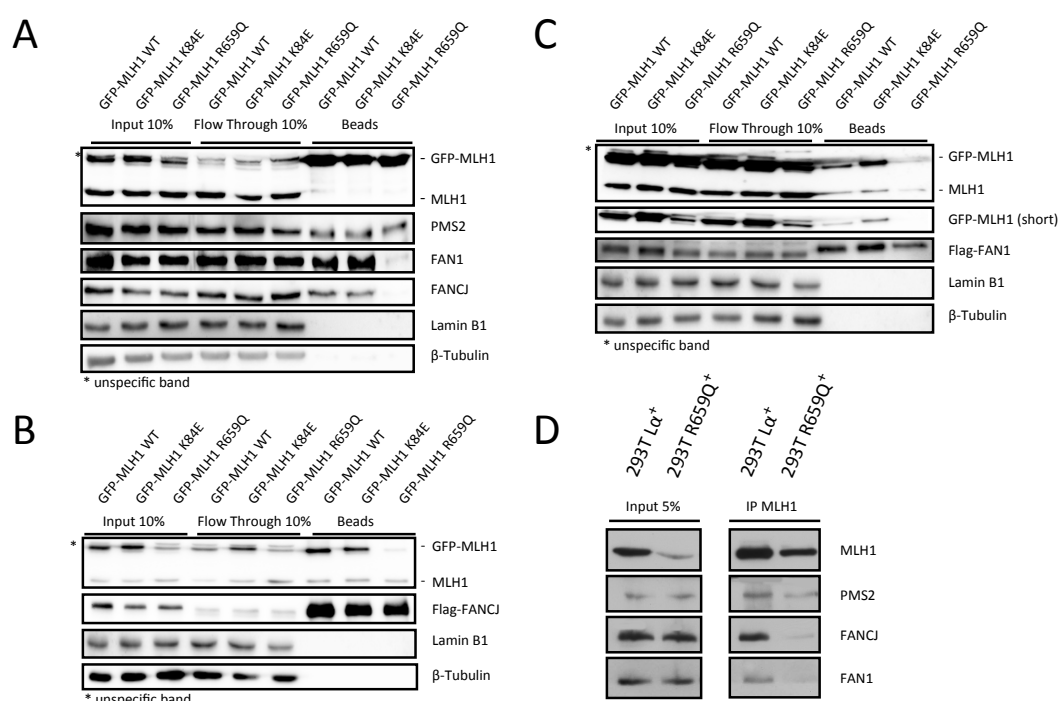 A
GFP-MLH1 WT
GFP-MLH1 K84E
GFP-MLH1 R659Q
GFP-MLH1 WT
GFP-MLH1 K84E
GFP-MLH1 R659Q
GFP-MLH1 WT
GFP-MLH1 K84E
GFP-MLH1 R659Q
Input 10% Flow Through 10% Beads
* - GFP-MLH1
- MLH1
PMS2
FAN1
FANCJ
Lamin B1
β-Tubulin
* unspecific band
B
GFP-MLH1 WT
GFP-MLH1 K84E
GFP-MLH1 R659Q
GFP-MLH1 WT
GFP-MLH1 K84E
GFP-MLH1 R659Q
GFP-MLH1 WT
GFP-MLH1 K84E
GFP-MLH1 R659Q
Input 10% Flow Through 10% Beads
* - GFP-MLH1
- MLH1
Flag-FANCJ
Lamin B1
β-Tubulin
* unspecific band
C
GFP-MLH1 WT
GFP-MLH1 K84E
GFP-MLH1 R659Q
GFP-MLH1 WT
GFP-MLH1 K84E
GFP-MLH1 R659Q
GFP-MLH1 WT
GFP-MLH1 K84E
GFP-MLH1 R659Q
Input 10% Flow Through 10% Beads
* - GFP-MLH1
- MLH1
GFP-MLH1 (short)
Flag-FAN1
Lamin B1
β-Tubulin
* unspecific band
D
293T Lα+
293T R659Q+
293T Lα+
293T R659Q+
Input 5% IP MLH1
MLH1
PMS2
FANCJ
FAN1